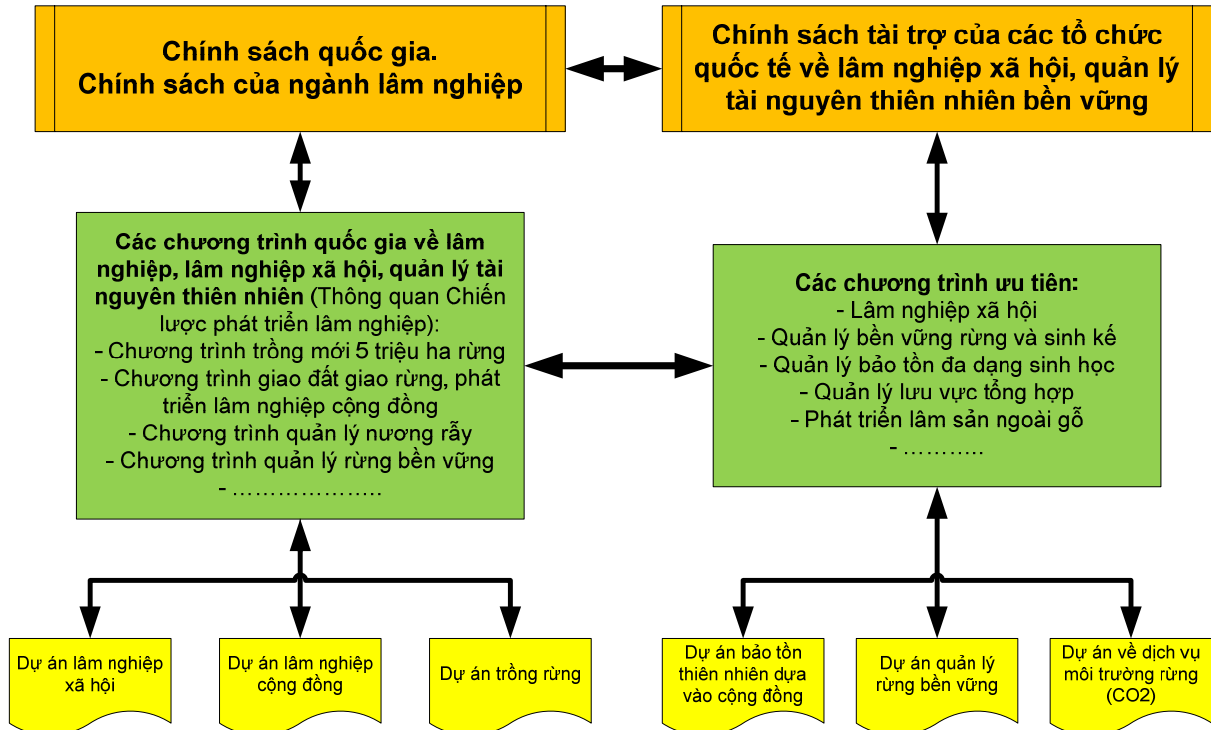 Chính sách quốc gia.
Chính sách của ngành lâm nghiệp
Chính sách tài trợ của các tổ chức
quốc tế về lâm nghiệp xã hội, quản lý
tài nguyên thiên nhiên bền vững
Các chương trình quốc gia về lâm
nghiệp, lâm nghiệp xã hội, quản lý tài
nguyên thiên nhiên (Thông quan Chiến
lược phát triển lâm nghiệp):
- Chương trình trồng mới 5 triệu ha rừng
- Chương trình giao đất giao rừng, phát
triển lâm nghiệp cộng đồng
- Chương trình quản lý nương rẫy
- Chương trình quản lý rừng bền vững
- ………………..
Các chương trình ưu tiên:
- Lâm nghiệp xã hội
- Quản lý bền vững rừng và sinh kế
- Quản lý bảo tồn đa dạng sinh học
- Quản lý lưu vực tổng hợp
- Phát triển lâm sản ngoài gỗ
- ………..
Dự án lâm nghiệp
xã hội
Dự án lâm nghiệp
cộng đồng
Dự án trồng rừng
Dự án bảo tồn
thiên nhiên dựa
vào cộng đồng
Dự án quản lý
rừng bền vững
Dự án về dịch vụ
môi trường rừng
(CO2)